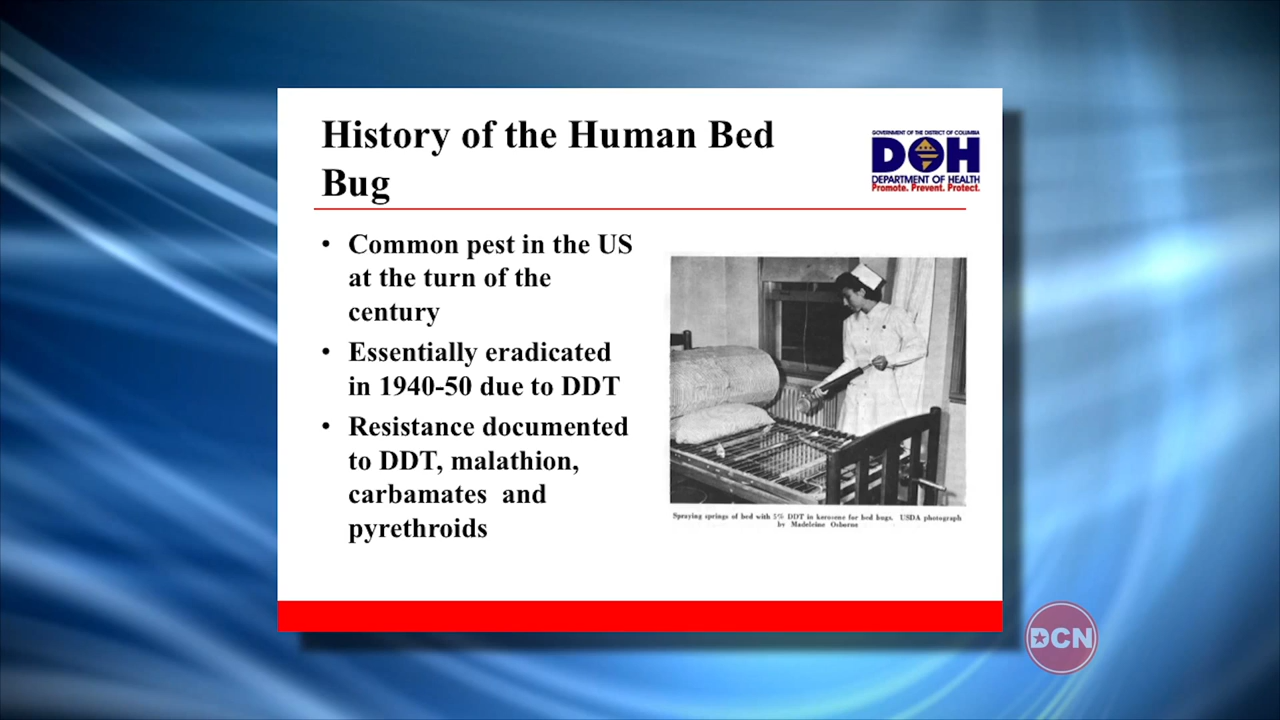 History of the Human Bed
Bug
GOVERNMENT OF THE DISTRICT OF COLUMBIA
DOH
DEPARTMENT OF HEALTH
Promote. Prevent. Protect.
• Common pest in the US
at the turn of the
century
• Essentially eradicated
in 1940-50 due to DDT
• Resistance documented
to DDT, malathion,
carbamates and
pyrethroids
Spraying springs of bed with 5% DDT in kerosene for bed bugs. USDA photograph
by Madeleine Osborne
DCN